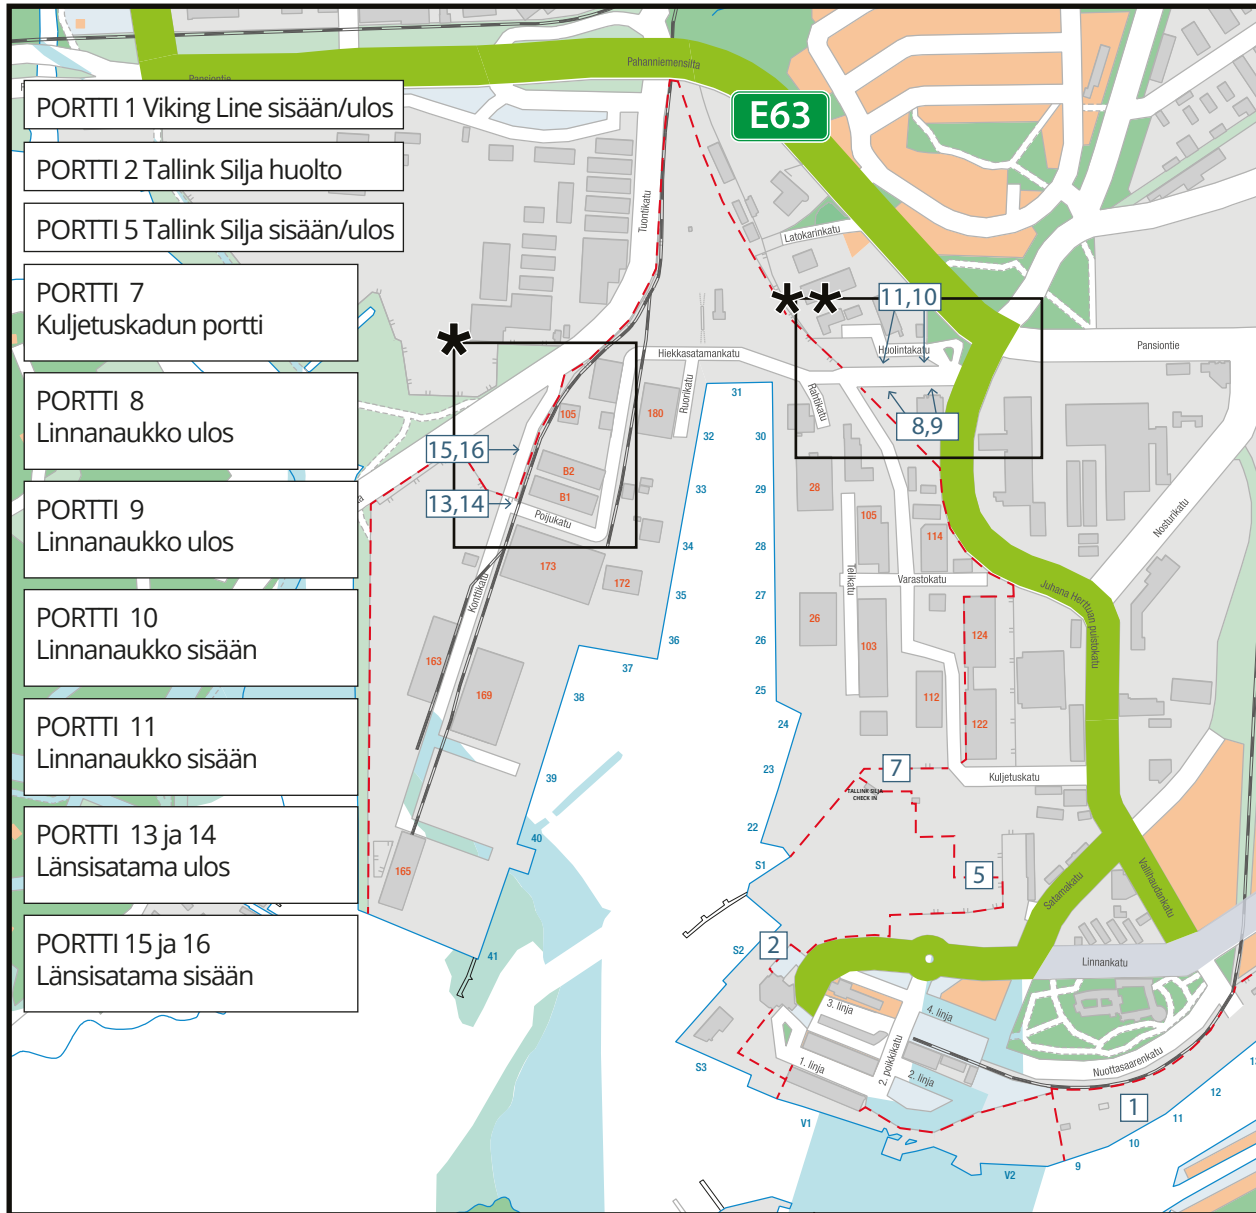 Pahanniemensilta
E63
PORTTI 1 Viking Line sisään/ulos
PORTTI 2 Tallink Silja huolto
PORTTI 5 Tallink Silja sisään/ulos
PORTTI 7
Kuljetuskadun portti
PORTTI 8
Linnanaukko ulos
PORTTI 9
Linnanaukko ulos
PORTTI 10
Linnanaukko sisään
PORTTI 11
Linnanaukko sisään
PORTTI 13 ja 14
Länsisatama ulos
PORTTI 15 ja 16
Länsisatama sisään
Tuontikatu
Latokarinkatu
* *
11,10
Huolintakatu
Pansiontie
*
Hiekkasatamankatu
Ruorikatu
Rahtikatu
8,9
15,16
13,14
105
180
B2
B1
Poijukatu
173
172
Konttikatu
163
169
165
31
32
30
33
29
34
28
35
27
36
26
37
25
38
24
39
23
40
22
41
S1
28
105
114
Telikatu
Varastokatu
26
103
124
112
122
Nosturikatu
Juhana Herttuan puistokatu
7
Kuljetuskatu
TALLINK SILJA
CHECK IN
5
Satamakatu
Vallihaudankatu
2
S2
Linnankatu
3. linja
4. linja
1. linja
2. poikkikatu
2. linja
Nuottasaarenkatu
S3
V1
V2
1
9
10
11
12